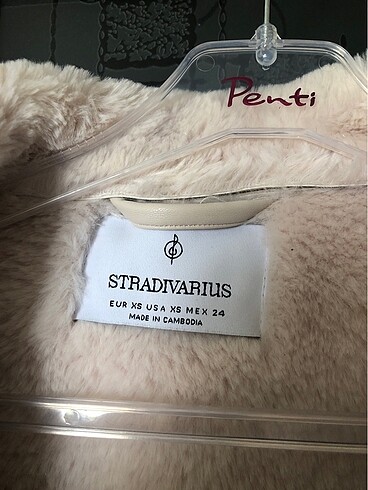 Penti
STRADIVARIUS
EUR XS USA XS MEX 24
MADE IN CAMBODIA